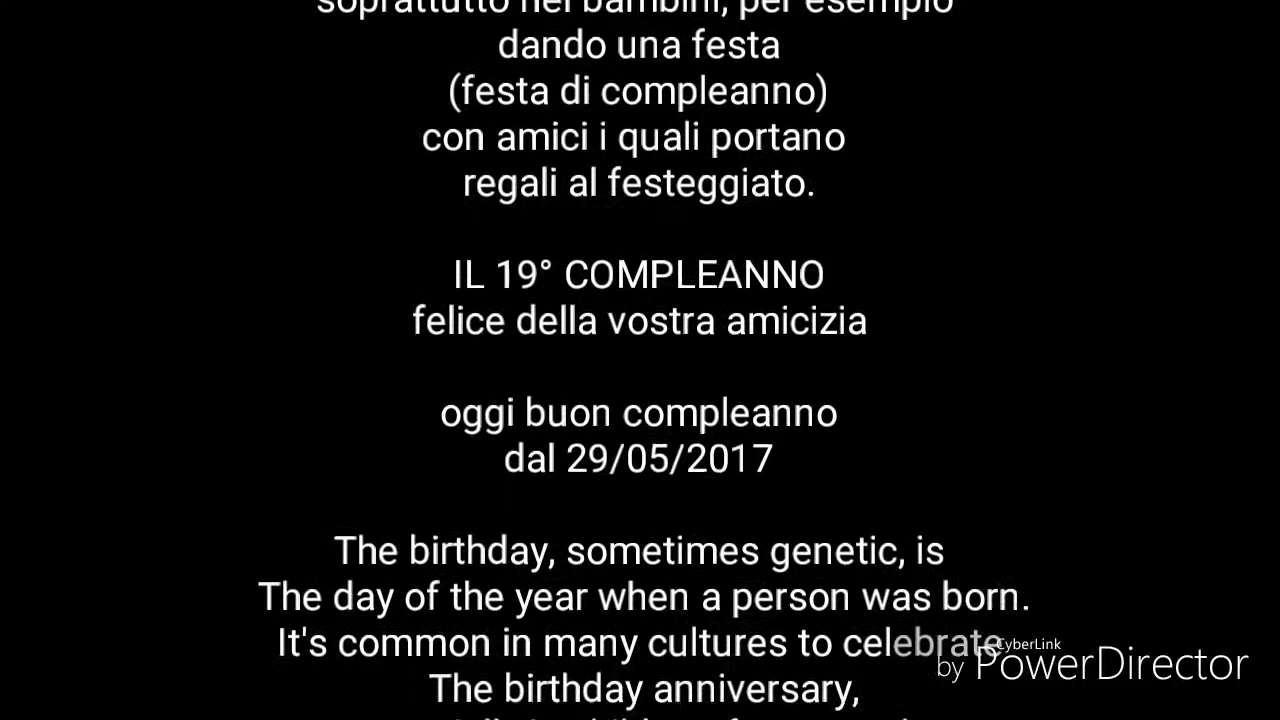 soprattutto nei bambini, per esempio
dando una festa
(festa di compleanno)
con amici i quali portano
regali al festeggiato.
IL 19° COMPLEANNO
felice della vostra amicizia
oggi buon compleanno
dal 29/05/2017
The birthday, sometimes genetic, is
The day of the year when a person was born.
It's common in many cultures to celebrate
The birthday anniversary,
CyberLink
by PowerDirector